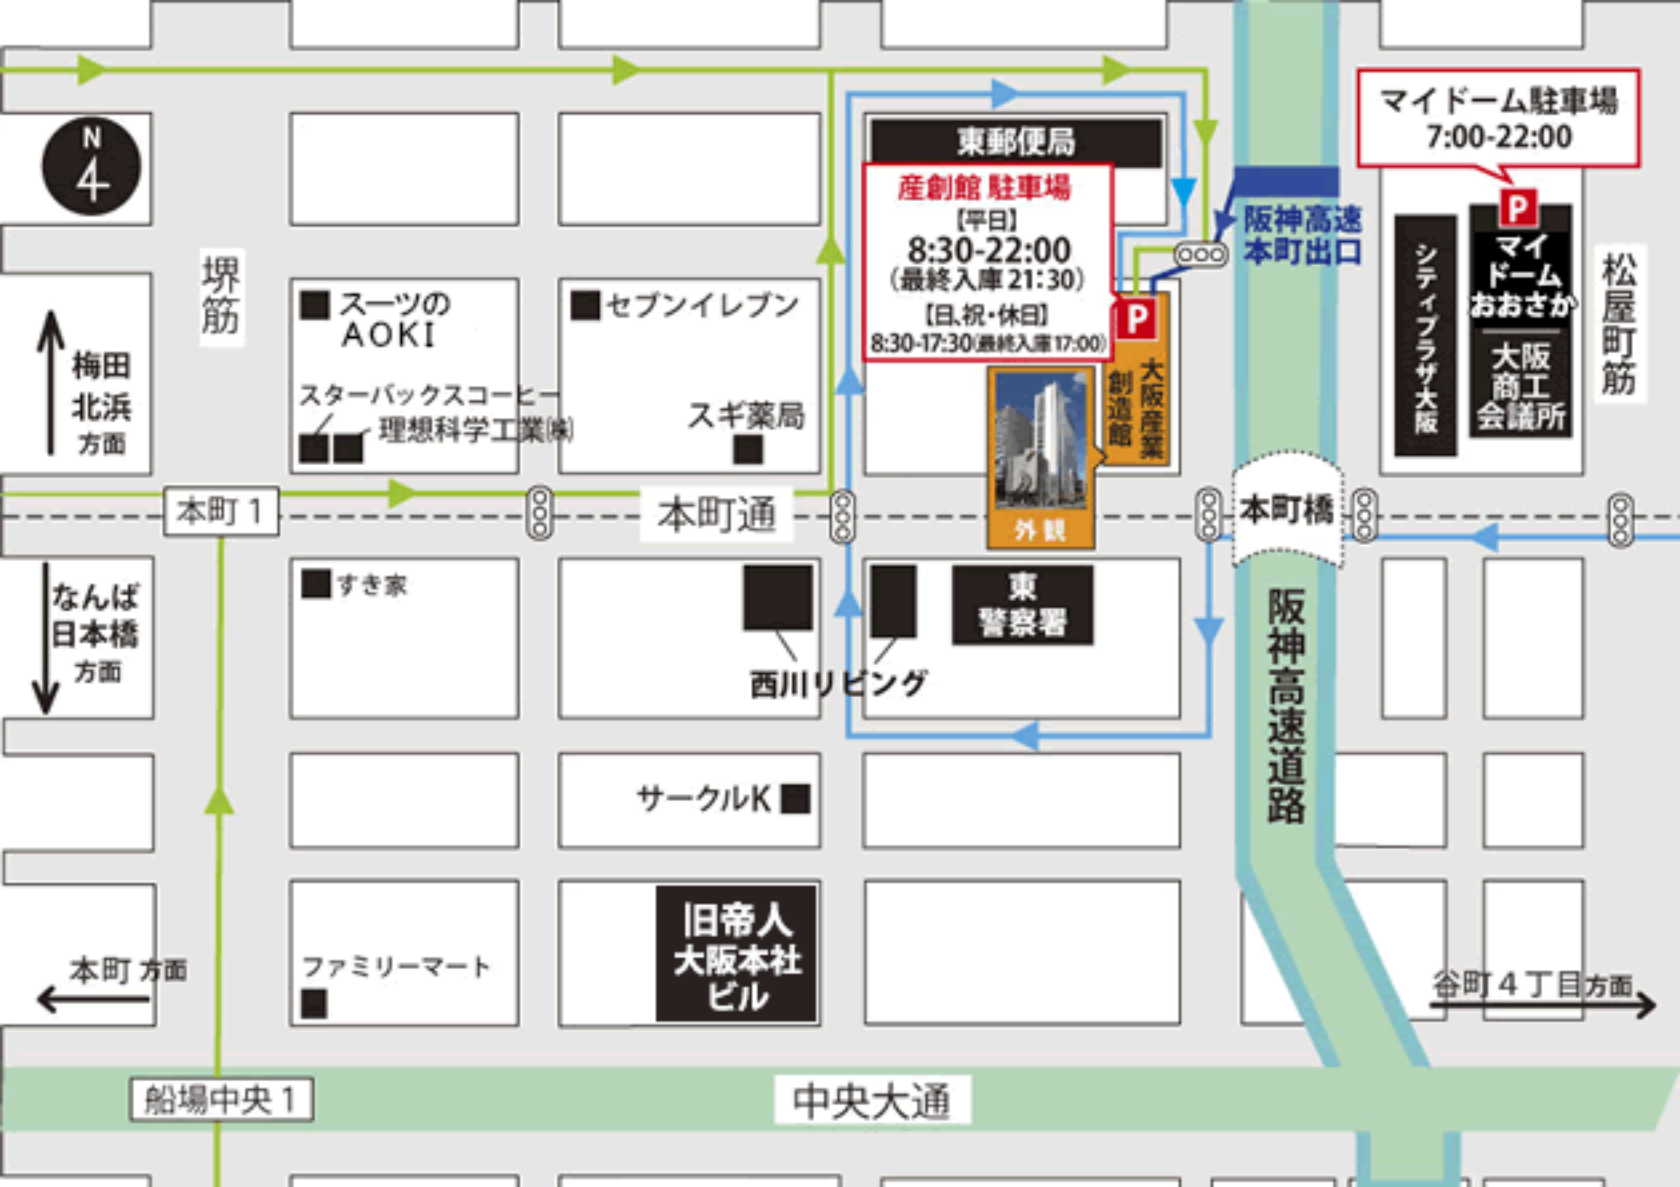 N
マイドーム駐車場
7:00-22:00
東郵便局
産創館 駐車場
【平日】
8:30-22:00
(最終入庫21:30)
【日、祝・休日】
8:30-17:30(最終入庫17:00)
P
阪神高速
本町出口
P
マイ
ドーム
おおさか
大阪
商工
会議所
シティプラザ大阪
松屋町筋
堺筋
スーツの
AOKI
セブンイレブン
梅田
北浜
方面
スターバックスコーヒー
理想科学工業㈱
スギ薬局
大阪産業
創造館
外観
本町1
本町通
本町橋
なんば
日本橋
方面
すき家
東
警察署
西川リビング
阪神高速道路
サークルK
旧帝人
大阪本社
ビル
ファミリーマート
本町 方面
谷町4丁目方面
船場中央1
中央大通